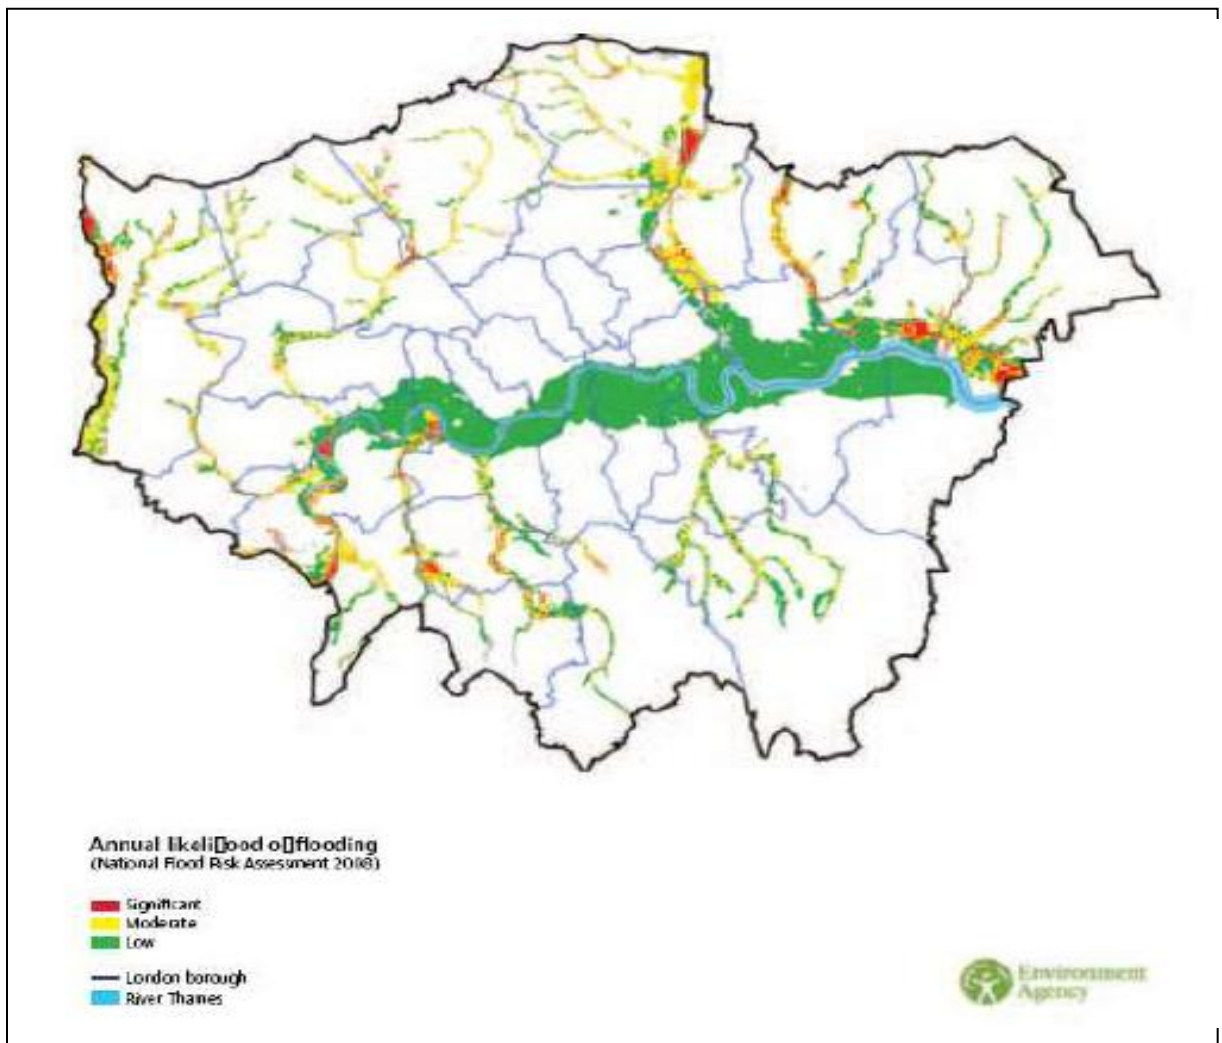 Annual likeli▯ood o▯flooding
(National Flood Risk Assessment 2008)
Significant
Moderate
Low
London borough
River Thames
Environment
Agency